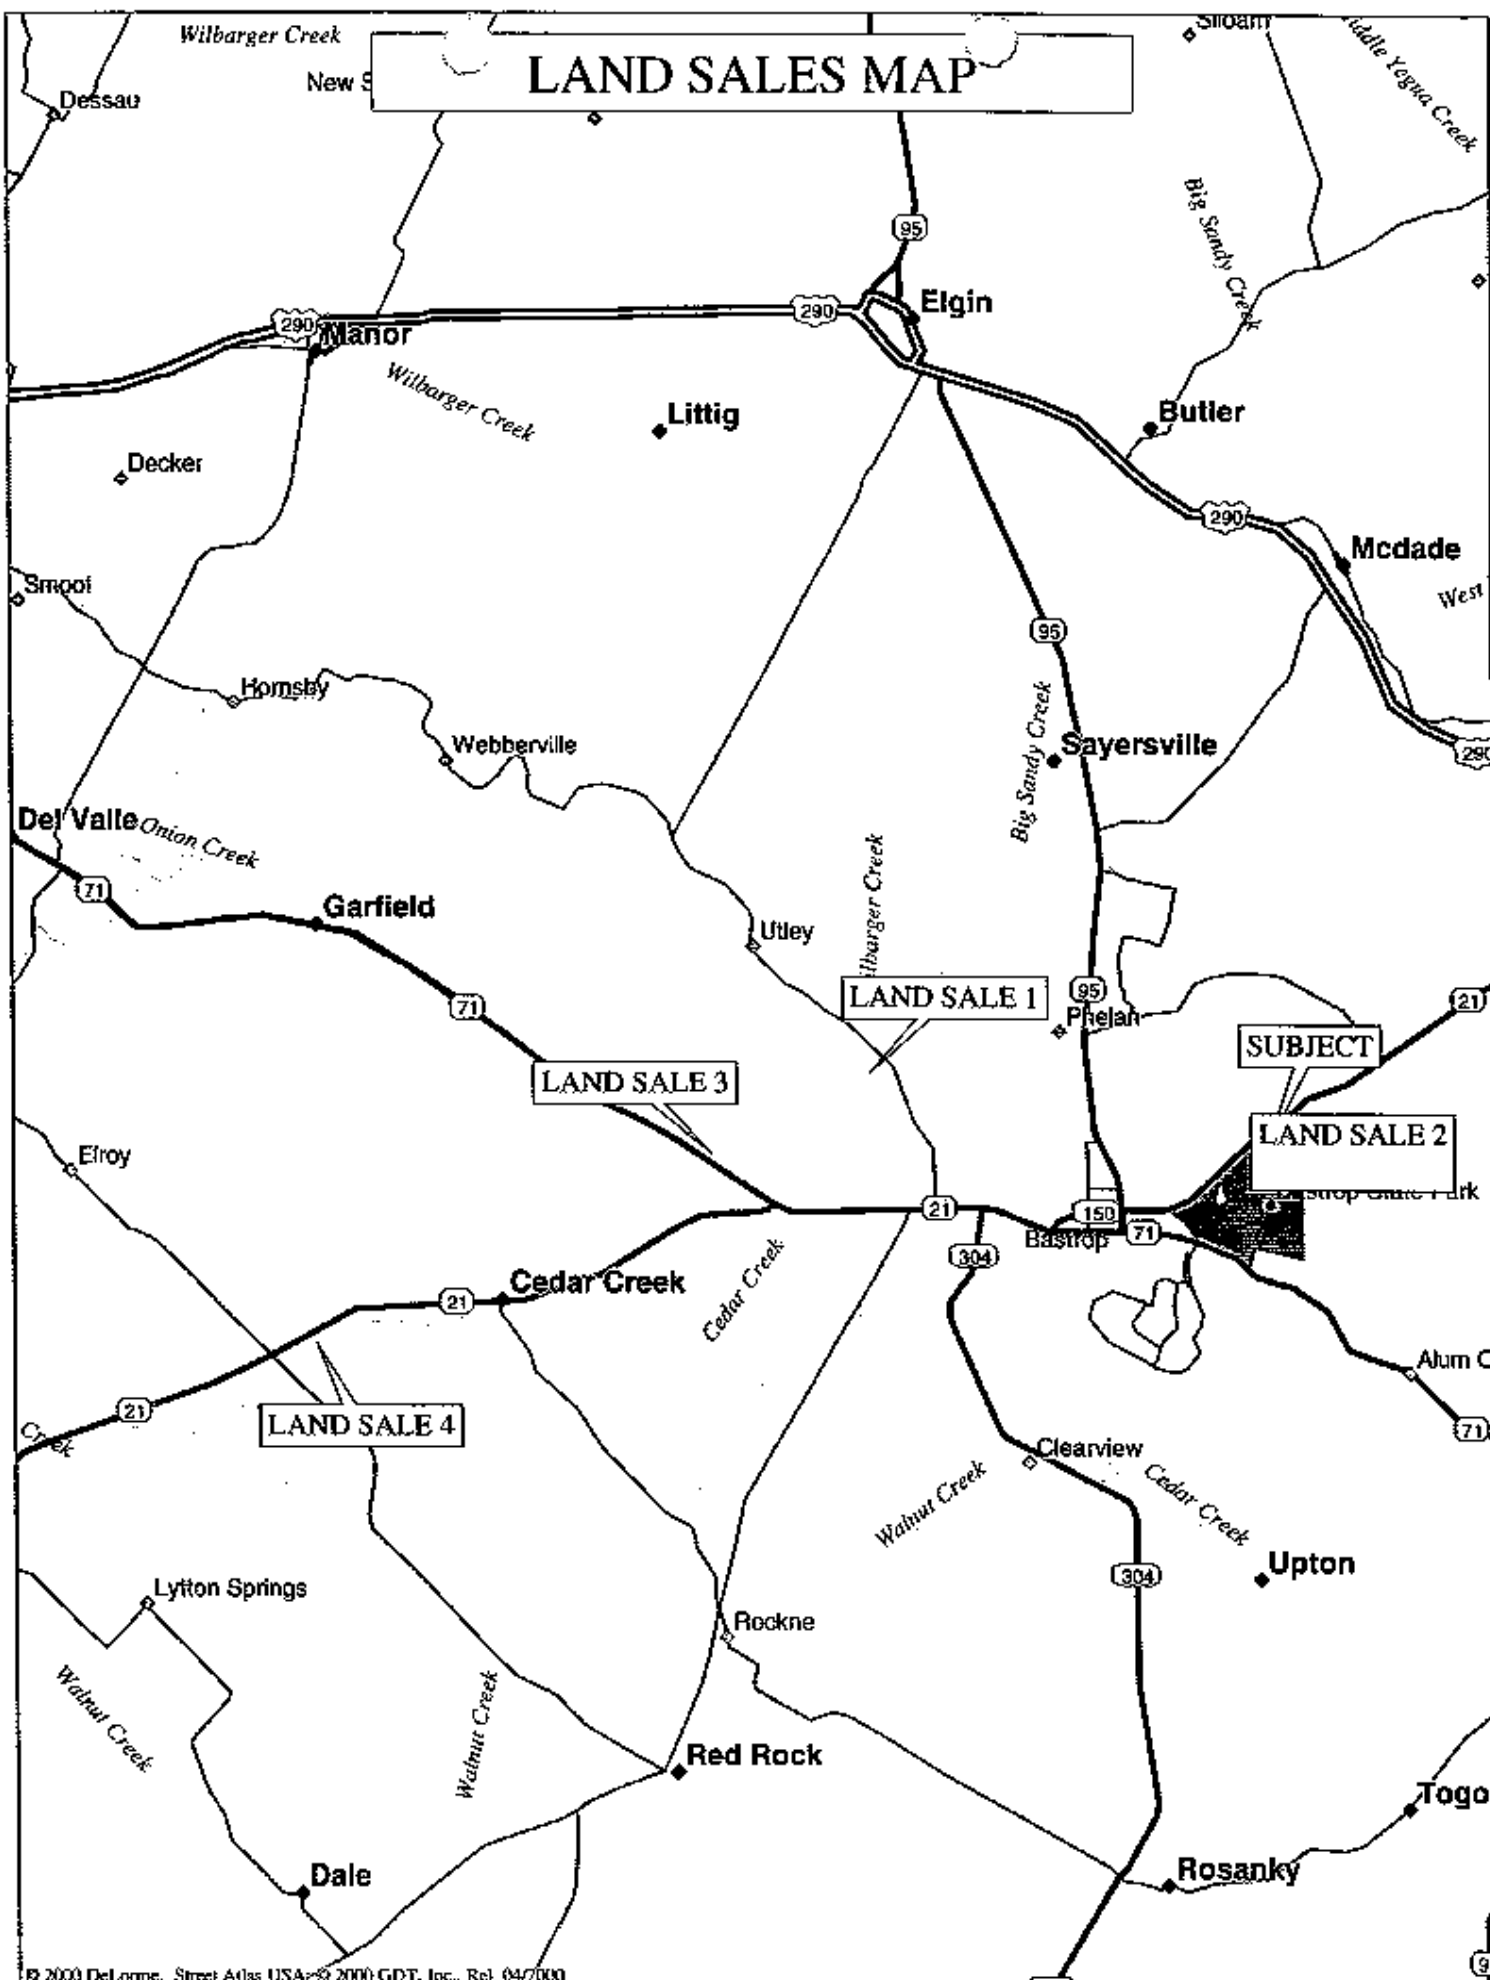 Wilbarger Creek
Siloam
Yegua Creek
New
LAND SALES MAP
Dessau
Big Sandy Creek
95
Elgin
290
290
Manor
Wilbarger Creek
Littig
Butler
Decker
290
Mcdade
West
Smoot
95
Hornsby
Big Sandy Creek
Webberville
Sayersville
290
Del Valle
Onion Creek
71
Garfield
Utley
LAND SALE 1
95
21
71
Phelan
SUBJECT
LAND SALE 3
LAND SALE 2
Elroy
21
150
Bastrop
71
304
Cedar Creek
21
Cedar Creek
Alum
21
LAND SALE 4
71
Creek
Clearview
Walnut Creek
Cedar Creek
304
Upton
Lytton Springs
Rockne
Walnut Creek
Walnut Creek
Red Rock
Togo
Dale
Rosanky
9
© 2000 DeLorme. Street Atlas USA; © 2000 GDT, Inc., Rel. 04/2000